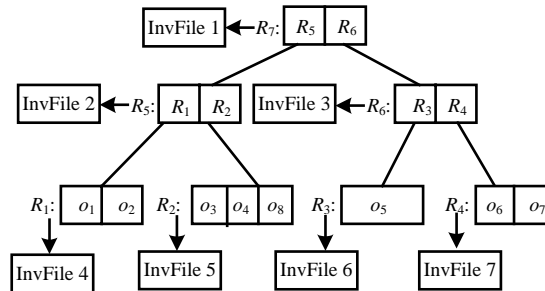 InvFile 1 R7: R5 R6
InvFile 2 R5: R1 R2 InvFile 3 R6: R3 R4
R1: o1 o2 R2: o3 o4 o8 R3: o5 R4: o6 o7
InvFile 4 InvFile 5 InvFile 6 InvFile 7